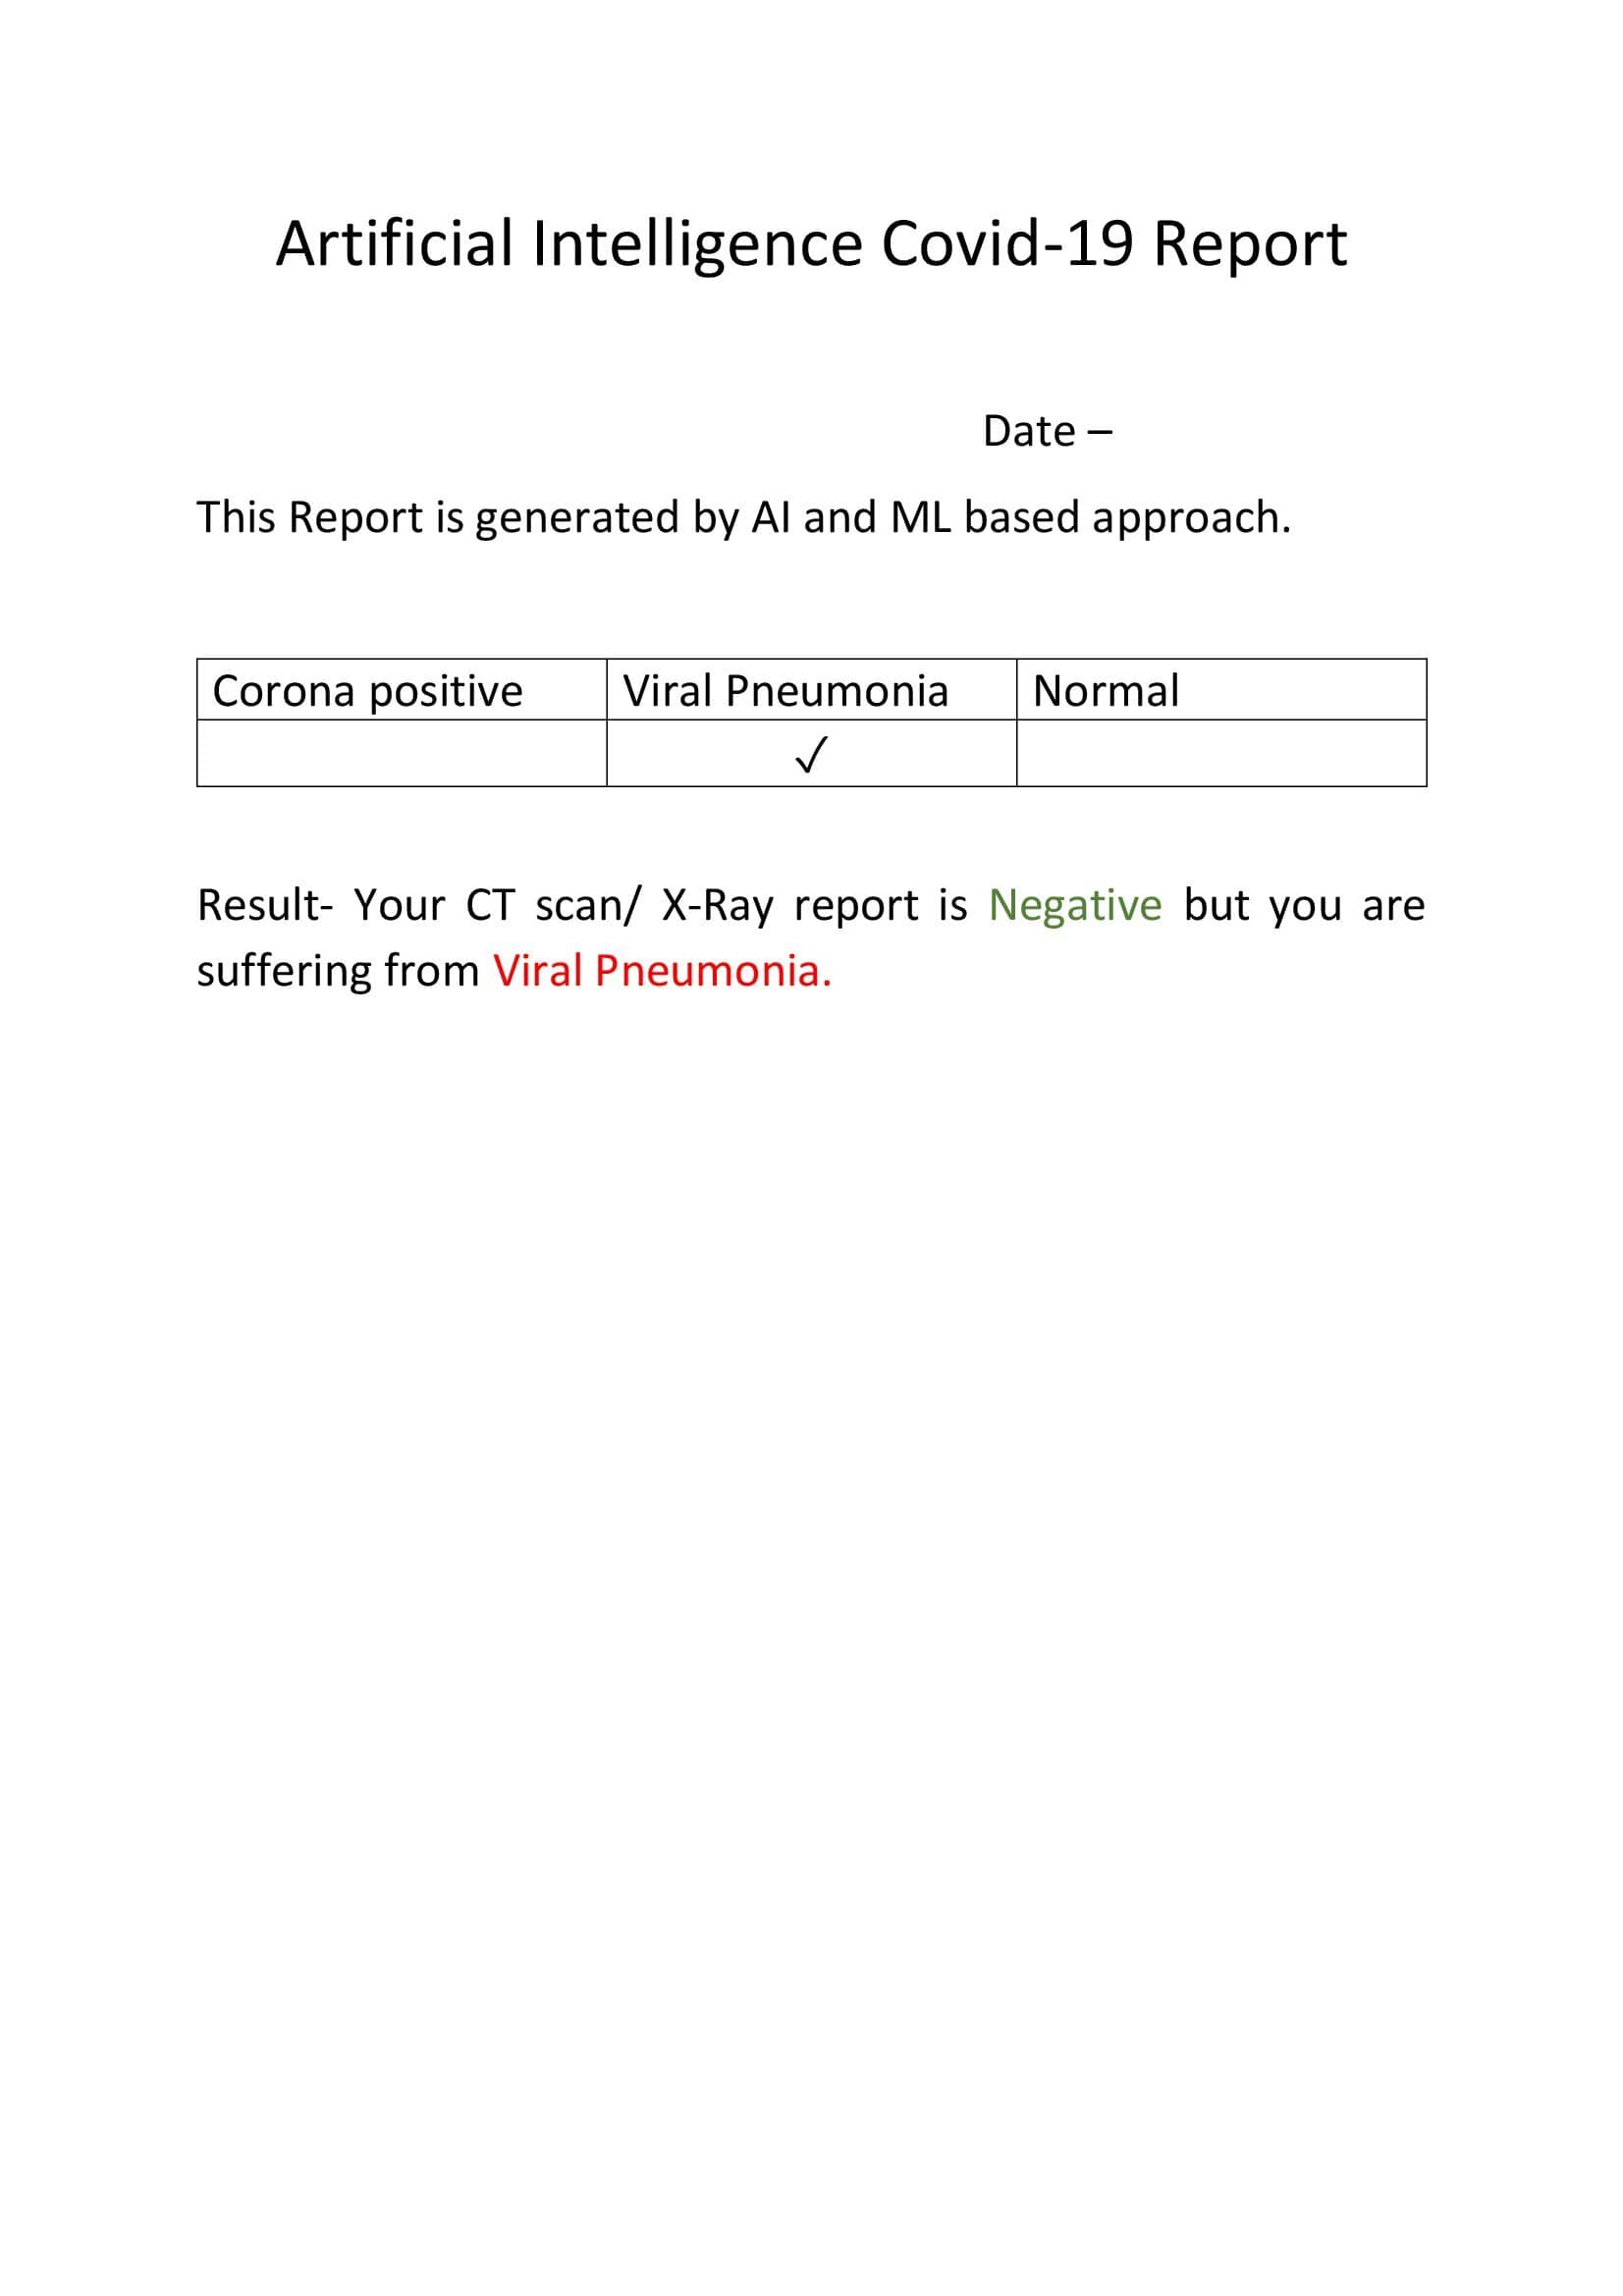 Artificial Intelligence Covid-19 Report
Date –
This Report is generated by AI and ML based approach.
Corona positive Viral Pneumonia Normal
✓
Result- Your CT scan/ X-Ray report is Negative but you are
suffering from Viral Pneumonia.